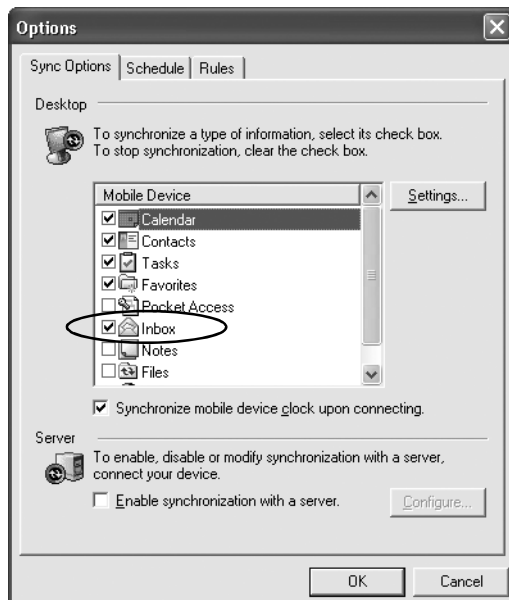 Options
Sync Options Schedule Rules
Desktop
To synchronize a type of information, select its check box.
To stop synchronization, clear the check box.
Mobile Device
Settings...
Calendar
Contacts
Tasks
Favorites
Pocket Access
Inbox
Notes
Files
Synchronize mobile device clock upon connecting.
Server
To enable, disable or modify synchronization with a server,
connect your device.
Enable synchronization with a server.
Configure...
OK Cancel